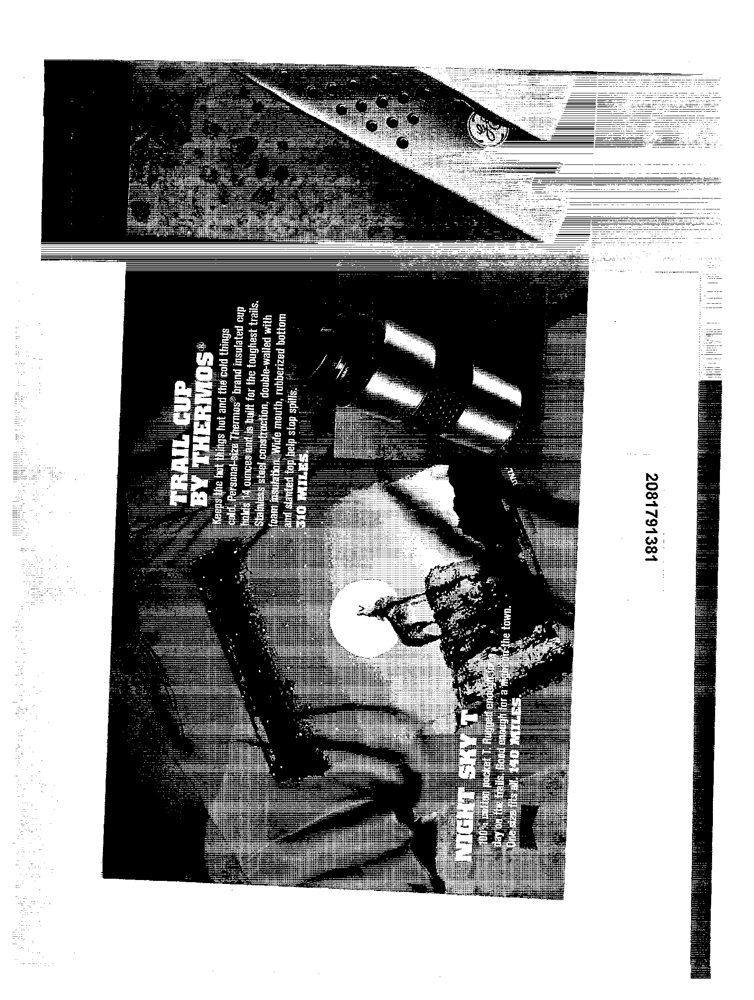 TRAIL CUP
BY THERMOS®
Keeps the hot things hot and the cold things
cold. Personal-size Thermos® brand insulated cup
holds 14 ounces and is built for the toughest trails.
Stainless steel construction, double-walled with
foam insulation. Wide mouth, rubberized bottom
and slanted top help stop spills.
310 MILES
NIGHT SKY T
100% cotton pocket T. Rugged enough for a
day on the trails. Good enough for a night on the town.
One size fits all. 140 MILES
GE
2081791381